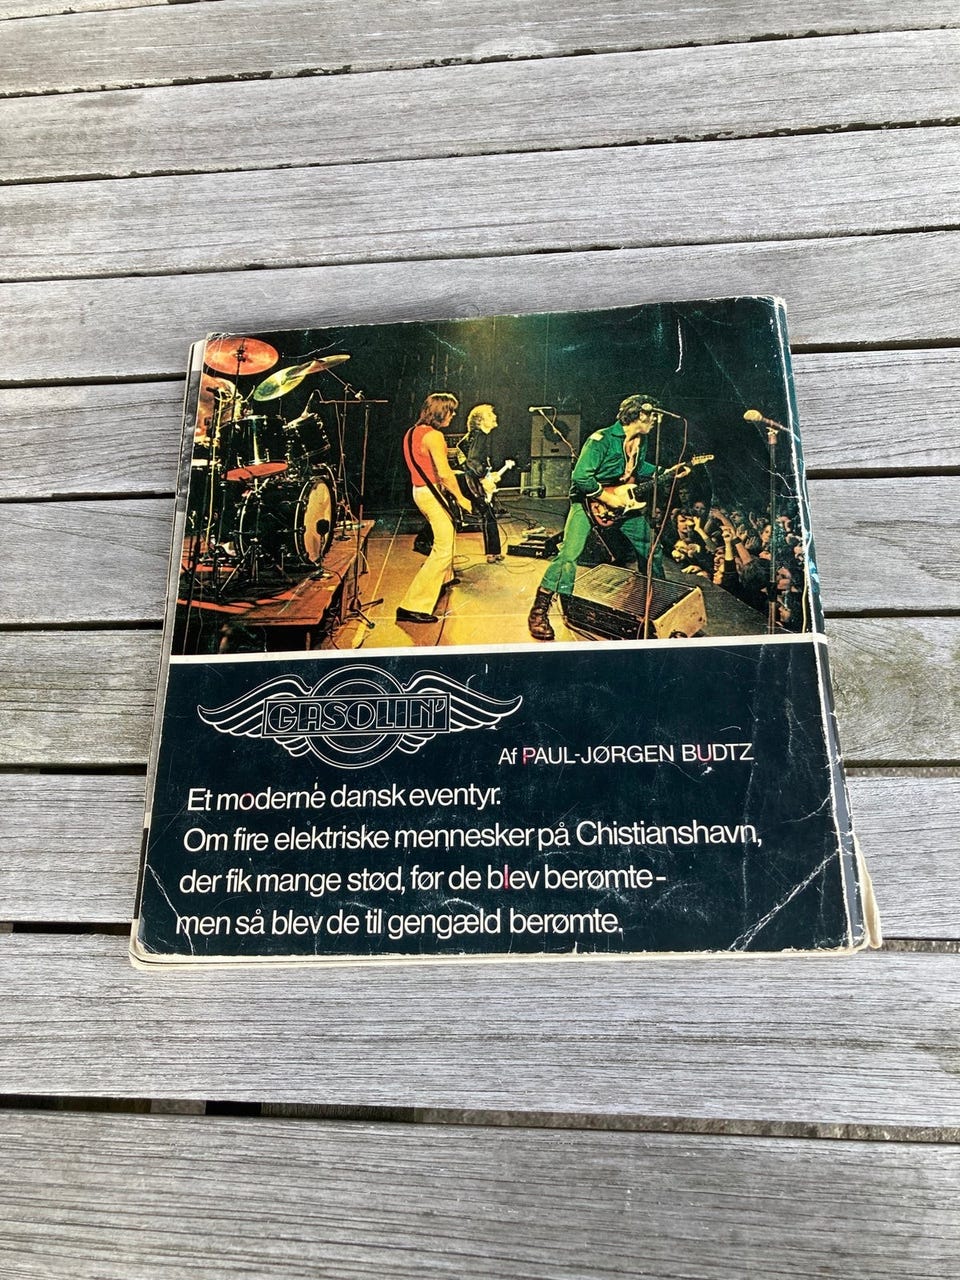 GASOLIN'
Af PAUL-JØRGEN BUDTZ
Et moderne dansk eventyr.
Om fire elektriske mennesker på Chistianshavn,
der fik mange stød, før de blev berømte-
men så blev de til gengæld berømte.